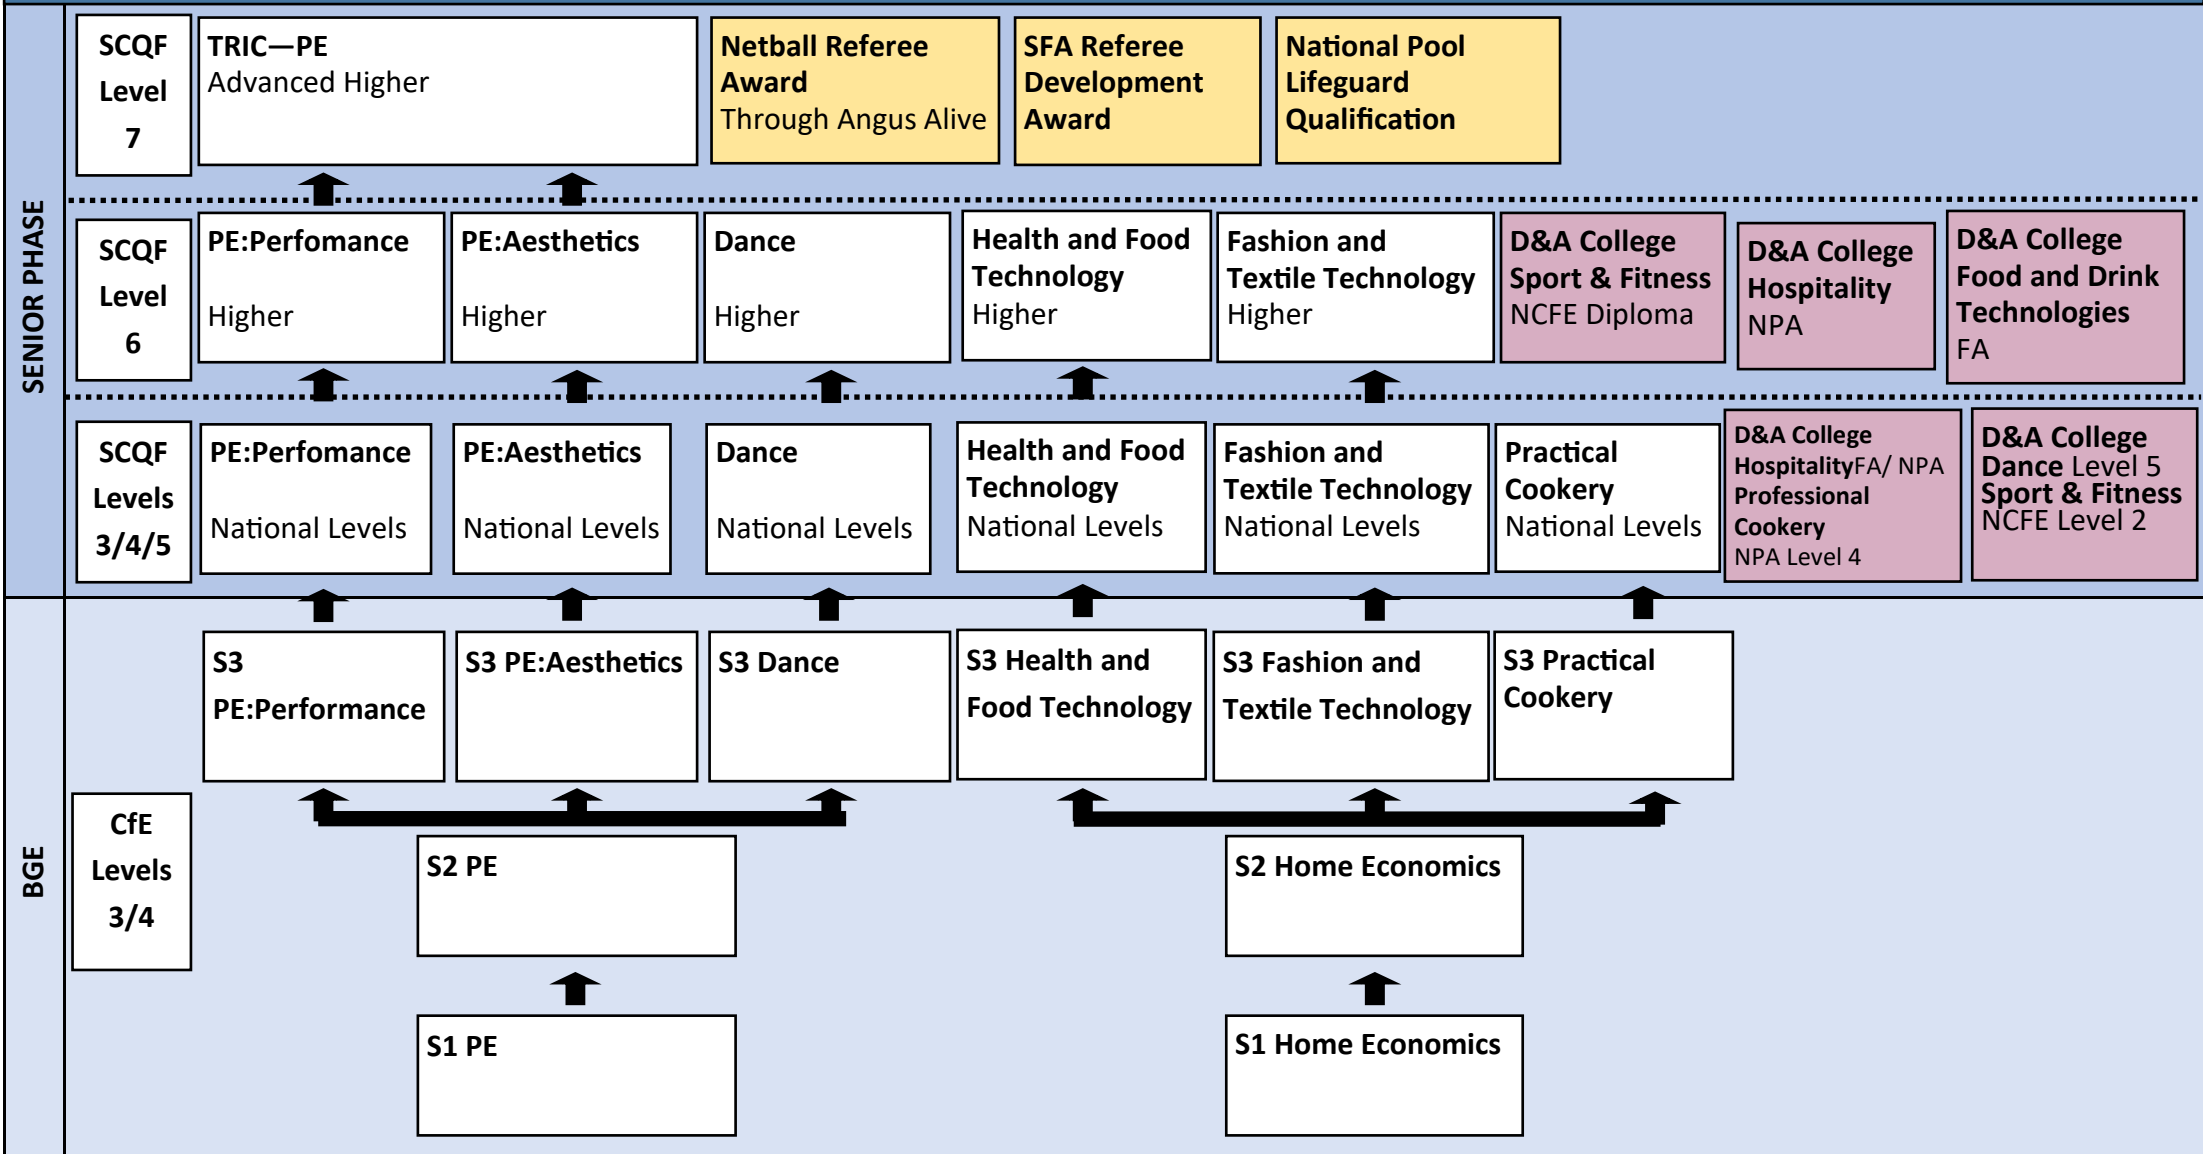 SENIOR PHASE
SCQF
Level
7
TRIC—PE
Advanced Higher
Netball Referee
Award
Through Angus Alive
SFA Referee
Development
Award
National Pool
Lifeguard
Qualification
SCQF
Level
6
PE:Perfomance
Higher
PE:Aesthetics
Higher
Dance
Higher
Health and Food
Technology
Higher
Fashion and
Textile Technology
Higher
D&A College
Sport & Fitness
NCFE Diploma
D&A College
Hospitality
NPA
D&A College
Food and Drink
Technologies
FA
SCQF
Levels
3/4/5
PE:Perfomance
National Levels
PE:Aesthetics
National Levels
Dance
National Levels
Health and Food
Technology
National Levels
Fashion and
Textile Technology
National Levels
Practical
Cookery
National Levels
D&A College
HospitalityFA/ NPA
Professional
Cookery
NPA Level 4
D&A College
Dance Level 5
Sport & Fitness
NCFE Level 2
BGE
CfE
Levels
3/4
S3
PE:Performance
S3 PE:Aesthetics
S3 Dance
S3 Health and
Food Technology
S3 Fashion and
Textile Technology
S3 Practical
Cookery
S2 PE
S2 Home Economics
S1 PE
S1 Home Economics